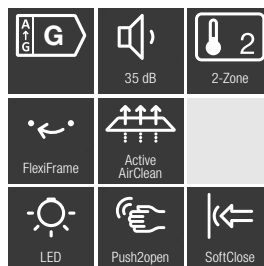 A
G
G
2
35 dB
2-Zone
FlexiFrame
Active
AirClean
LED
Push2open
SoftClose